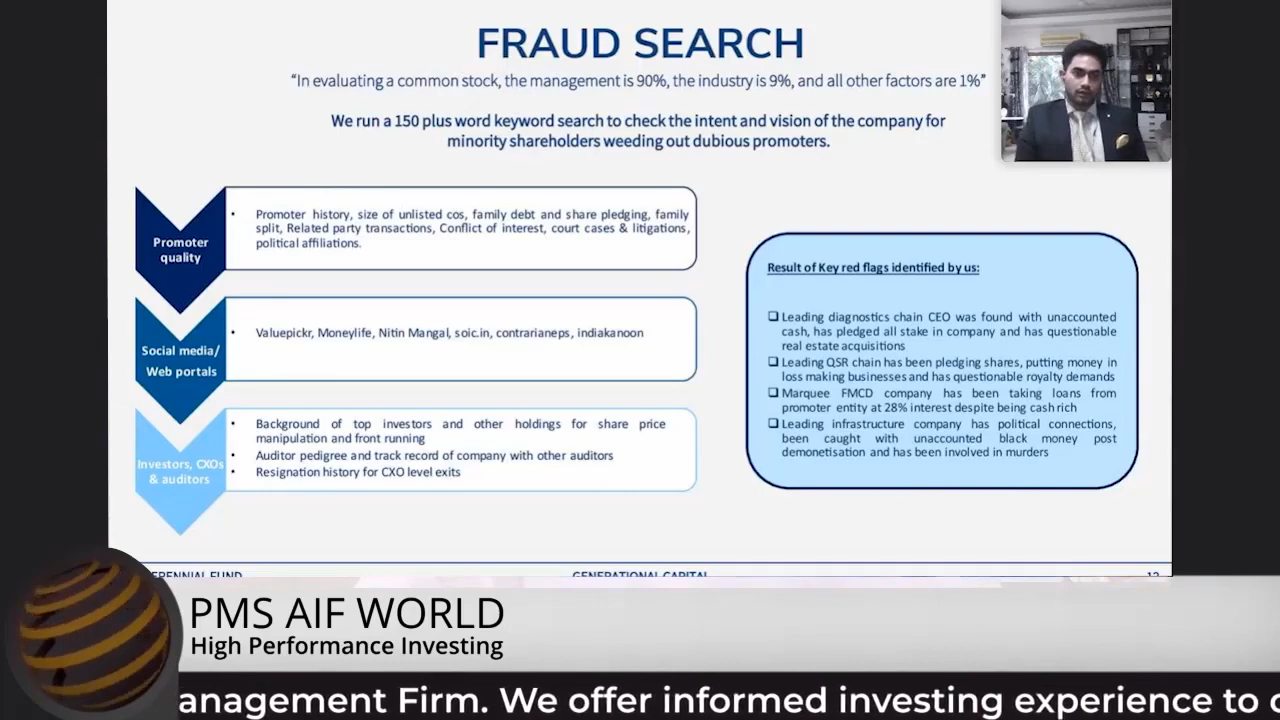 FRAUD SEARCH
“In evaluating a common stock, the management is 90%, the industry is 9%, and all other factors are 1%”
We run a 150 plus word keyword search to check the intent and vision of the company for
minority shareholders weeding out dubious promoters.
Promoter
quality
• Promoter history, size of unlisted cos, family debt and share pledging, family
split, Related party transactions, Conflict of interest, court cases & litigations,
political affiliations.
Social media/
Web portals
• Valuepickr, Moneylife, Nitin Mangal, soic.in, contrarianeps, indiakanoon
Investors, CXOs
& auditors
• Background of top investors and other holdings for share price
manipulation and front running
• Auditor pedigree and track record of company with other auditors
• Resignation history for CXO level exits
Result of Key red flags identified by us:
❑ Leading diagnostics chain CEO was found with unaccounted
cash, has pledged all stake in company and has questionable
real estate acquisitions
❑ Leading QSR chain has been pledging shares, putting money in
loss making businesses and has questionable royalty demands
❑ Marquee FMCD company has been taking loans from
promoter entity at 28% interest despite being cash rich
❑ Leading infrastructure company has political connections,
been caught with unaccounted black money post
demonetisation and has been involved in murders
ERENNIAL FUND
GENERATIONAL CAPITAL
12
PMS AIF WORLD
High Performance Investing
anagement Firm. We offer informed investing experience to